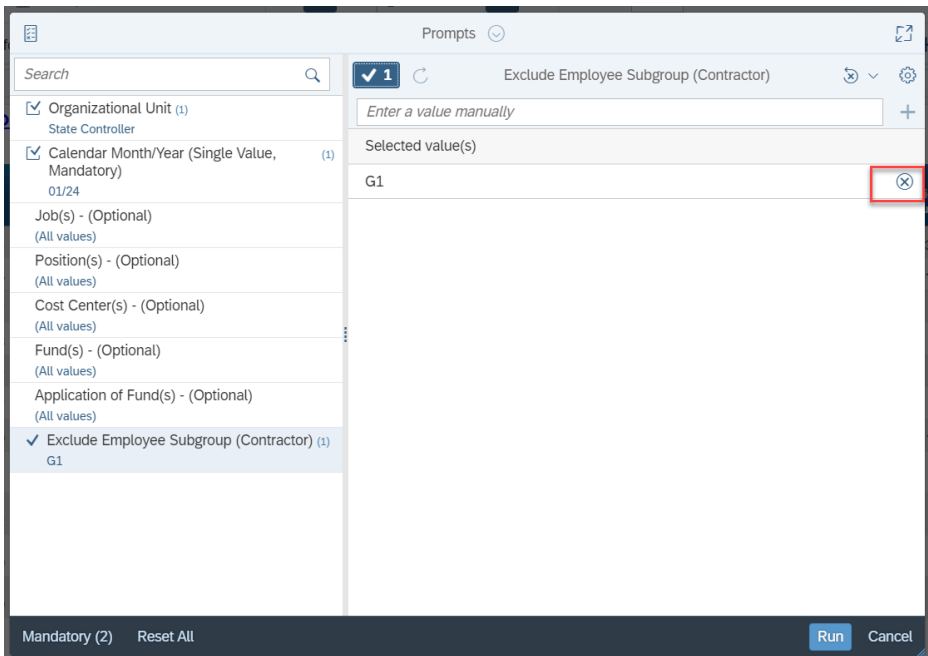 Prompts
Search
Organizational Unit (1)
State Controller
Calendar Month/Year (Single Value, (1)
Mandatory)
01/24
Job(s) - (Optional)
(All values)
Position(s) - (Optional)
(All values)
Cost Center(s) - (Optional)
(All values)
Fund(s) - (Optional)
(All values)
Application of Fund(s) - (Optional)
(All values)
Exclude Employee Subgroup (Contractor) (1)
G1
1
Exclude Employee Subgroup (Contractor)
Enter a value manually
Selected value(s)
G1
Mandatory (2) Reset All
Run Cancel